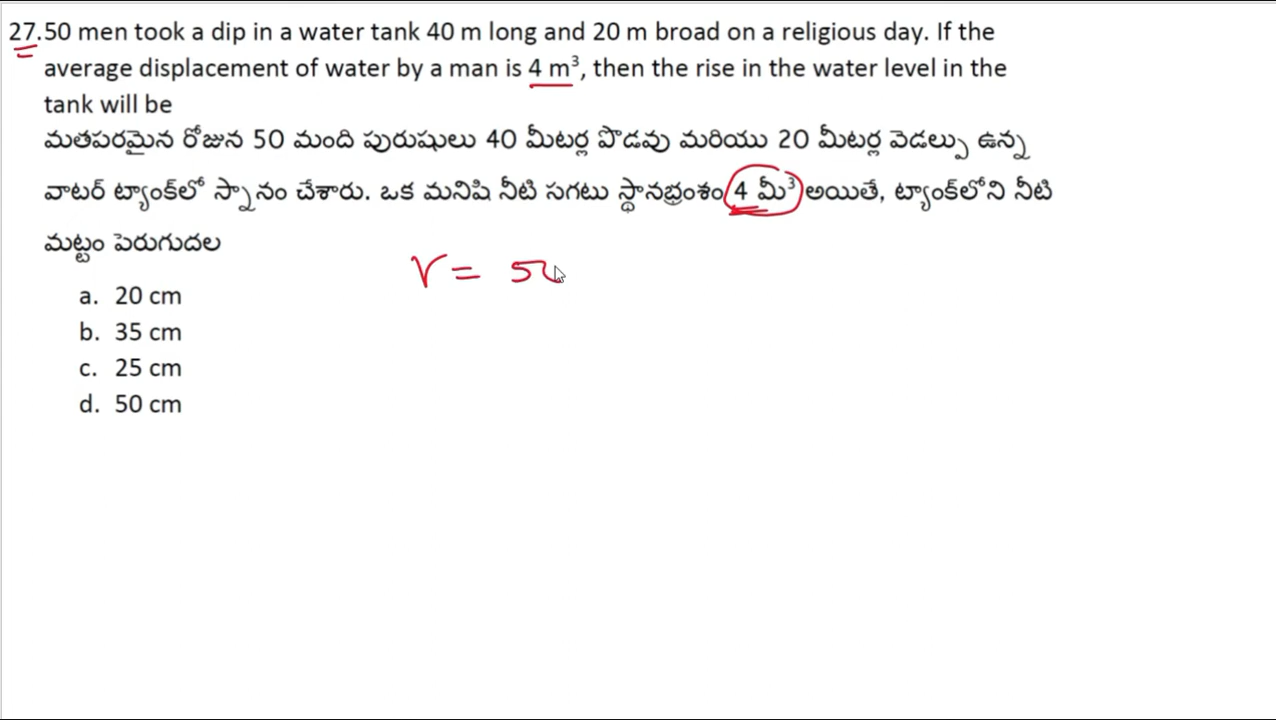 27.50 men took a dip in a water tank 40 m long and 20 m broad on a religious day. If the
average displacement of water by a man is 4 m³, then the rise in the water level in the
tank will be
మతపరమైన రోజున 50 మంది పురుషులు 40 మీటర్ల పొడవు మరియు 20 మీటర్ల వెడల్పు ఉన్న
వాటర్ ట్యాంక్‌లో స్నానం చేశారు. ఒక మనిషి నీటి సగటు స్థానభ్రంశం 4 మీ³ అయితే, ట్యాంక్‌లోని నీటి
మట్టం పెరుగుదల
V = 50
a. 20 cm
b. 35 cm
c. 25 cm
d. 50 cm